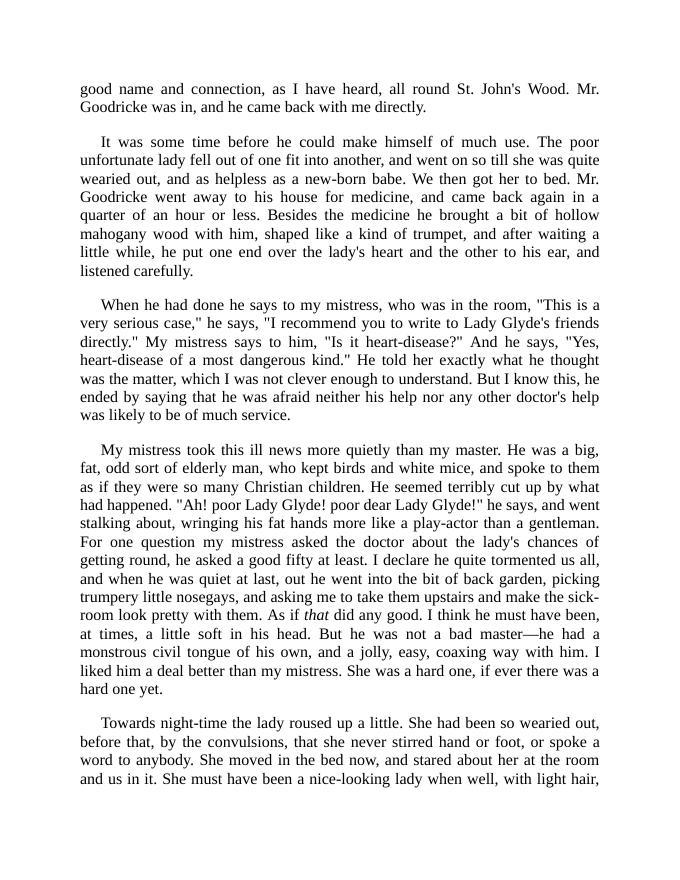 good name and connection, as I have heard, all round St. John's Wood. Mr.
Goodricke was in, and he came back with me directly.
It was some time before he could make himself of much use. The poor
unfortunate lady fell out of one fit into another, and went on so till she was quite
wearied out, and as helpless as a new-born babe. We then got her to bed. Mr.
Goodricke went away to his house for medicine, and came back again in a
quarter of an hour or less. Besides the medicine he brought a bit of hollow
mahogany wood with him, shaped like a kind of trumpet, and after waiting a
little while, he put one end over the lady's heart and the other to his ear, and
listened carefully.
When he had done he says to my mistress, who was in the room, "This is a
very serious case," he says, "I recommend you to write to Lady Glyde's friends
directly." My mistress says to him, "Is it heart-disease?" And he says, "Yes,
heart-disease of a most dangerous kind." He told her exactly what he thought
was the matter, which I was not clever enough to understand. But I know this, he
ended by saying that he was afraid neither his help nor any other doctor's help
was likely to be of much service.
My mistress took this ill news more quietly than my master. He was a big,
fat, odd sort of elderly man, who kept birds and white mice, and spoke to them
as if they were so many Christian children. He seemed terribly cut up by what
had happened. "Ah! poor Lady Glyde! poor dear Lady Glyde!" he says, and went
stalking about, wringing his fat hands more like a play-actor than a gentleman.
For one question my mistress asked the doctor about the lady's chances of
getting round, he asked a good fifty at least. I declare he quite tormented us all,
and when he was quiet at last, out he went into the bit of back garden, picking
trumpery little nosegays, and asking me to take them upstairs and make the sick-
room look pretty with them. As if that did any good. I think he must have been,
at times, a little soft in his head. But he was not a bad master—he had a
monstrous civil tongue of his own, and a jolly, easy, coaxing way with him. I
liked him a deal better than my mistress. She was a hard one, if ever there was a
hard one yet.
Towards night-time the lady roused up a little. She had been so wearied out,
before that, by the convulsions, that she never stirred hand or foot, or spoke a
word to anybody. She moved in the bed now, and stared about her at the room
and us in it. She must have been a nice-looking lady when well, with light hair,